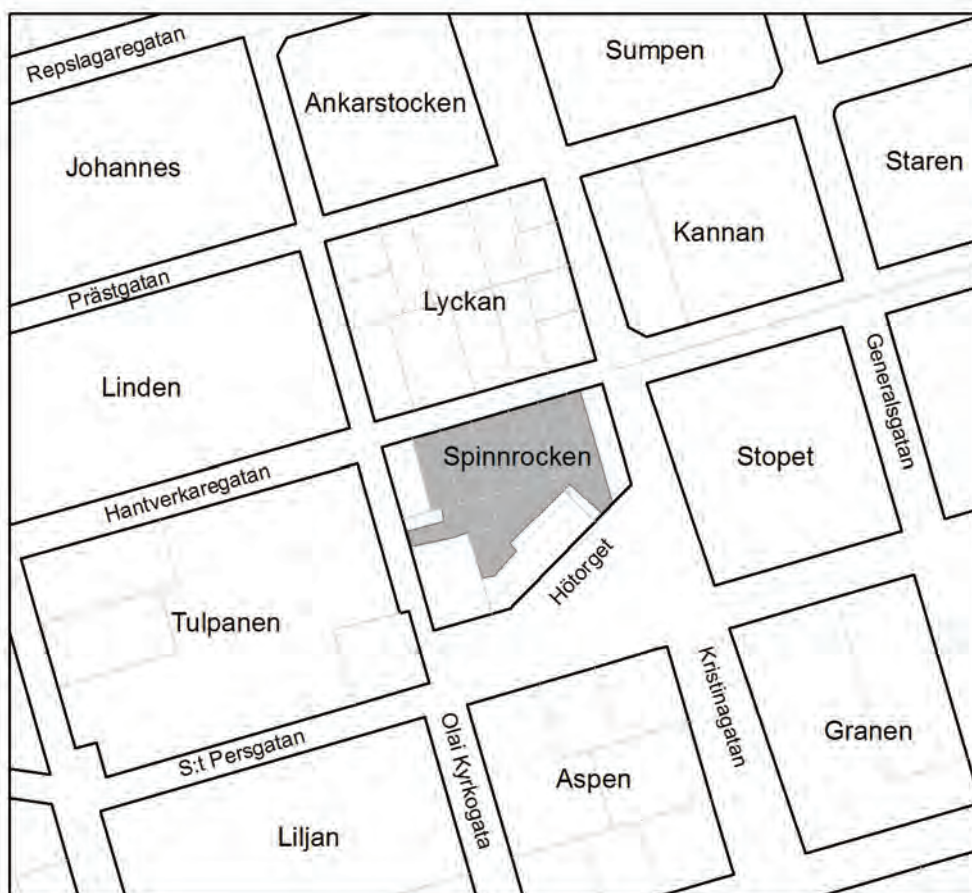 Repslagaregatan
Sumpen
Ankarstocken
Johannes
Staren
Kannan
Prästgatan
Lyckan
Linden
Generalsgatan
Spinnrocken
Stopet
Hantverkaregatan
Hötorget
Tulpanen
Kristinagatan
S:t Persgatan
Olai Kyrkogata
Granen
Aspen
Liljan